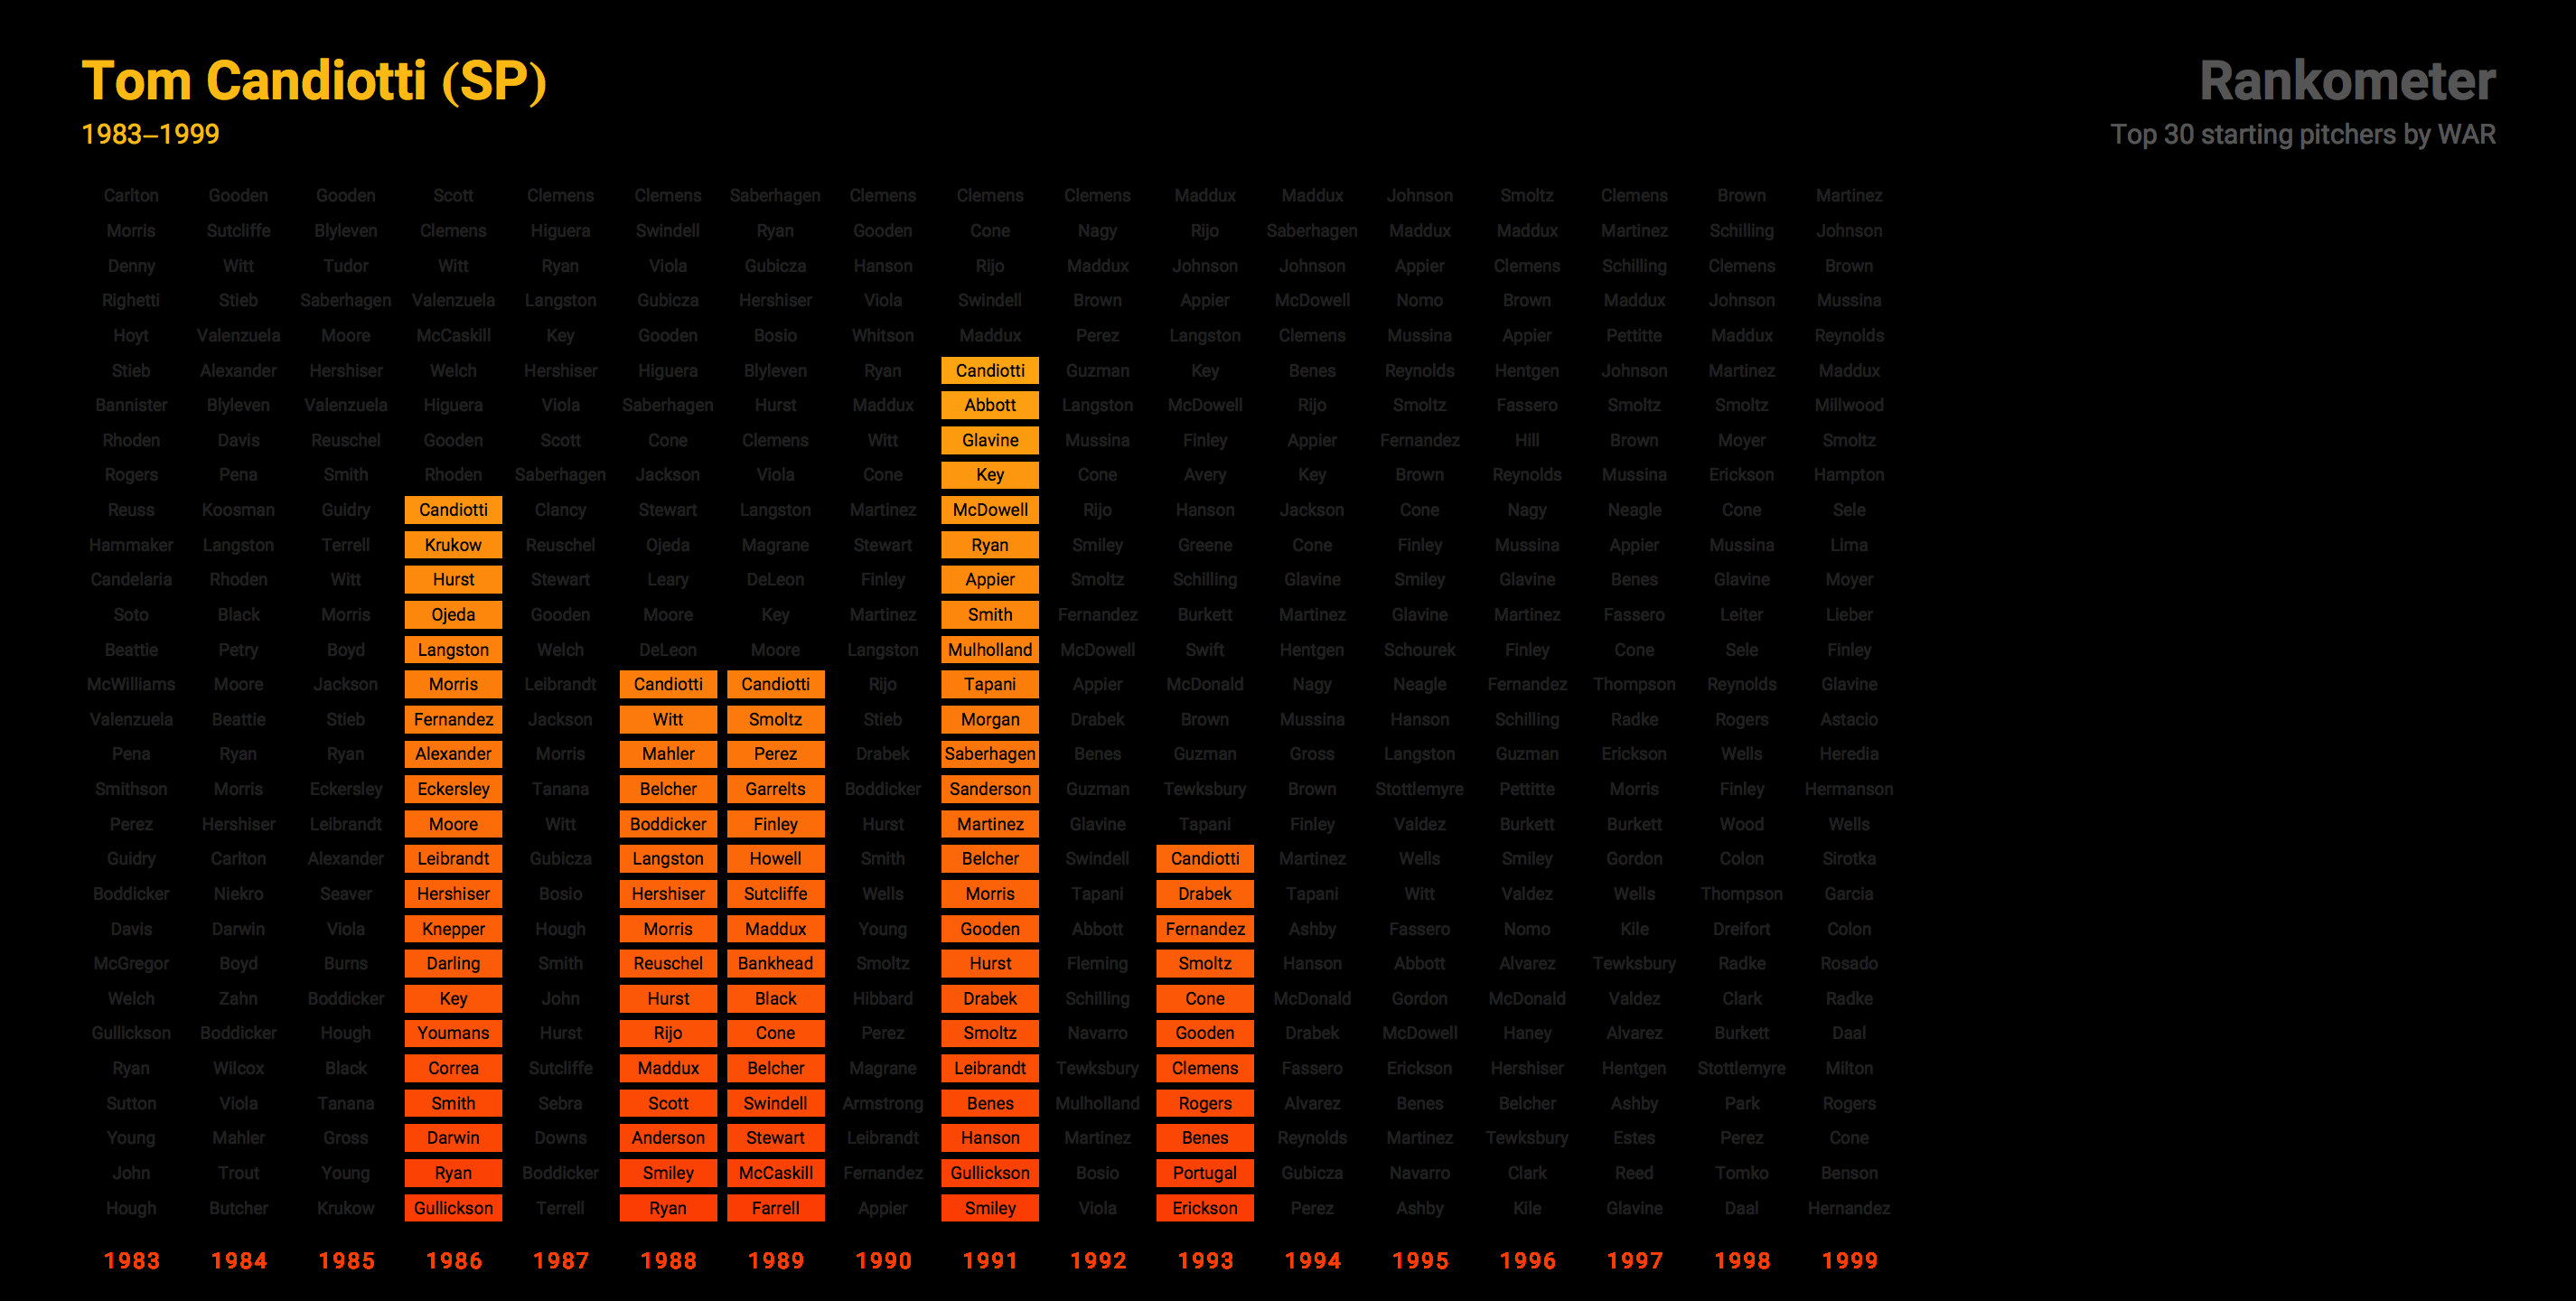 Tom Candiotti (SP)
Rankometer
1983–1999
Top 30 starting pitchers by WAR
Carlton Gooden Gooden Scott Clemens Clemens Saberhagen Clemens Clemens Clemens Maddux Maddux Johnson Smoltz Clemens Brown Martinez
Morris Sutcliffe Blyleven Clemens Higuera Swindell Ryan Gooden Cone Nagy Rijo Saberhagen Maddux Maddux Martinez Schilling Johnson
Denny Witt Tudor Witt Ryan Viola Gubicza Hanson Rijo Maddux Johnson Johnson Appier Clemens Schilling Clemens Brown
Righetti Stieb Saberhagen Valenzuela Langston Gubicza Hershiser Viola Swindell Brown Appier McDowell Nomo Brown Maddux Johnson Mussina
Hoyt Valenzuela Moore McCaskill Key Gooden Bosio Whitson Maddux Perez Langston Clemens Mussina Appier Pettitte Maddux Reynolds
Stieb Alexander Hershiser Welch Hershiser Higuera Blyleven Ryan Candiotti Guzman Key Benes Reynolds Hentgen Johnson Martinez Maddux
Bannister Blyleven Valenzuela Higuera Viola Saberhagen Hurst Maddux Abbott Langston McDowell Rijo Smoltz Fassero Smoltz Smoltz Millwood
Rhoden Davis Reuschel Gooden Scott Cone Clemens Witt Glavine Mussina Finley Appier Fernandez Hill Brown Moyer Smoltz
Rogers Pena Smith Rhoden Saberhagen Jackson Viola Cone Key Cone Avery Key Brown Reynolds Mussina Erickson Hampton
Reuss Koosman Guidry Candiotti Clancy Stewart Langston Martinez McDowell Rijo Hanson Jackson Cone Nagy Neagle Cone Sele
Hammaker Langston Terrell Krukow Reuschel Ojeda Magrane Stewart Ryan Smiley Greene Cone Finley Mussina Appier Mussina Lima
Candelaria Rhoden Witt Hurst Stewart Leary DeLeon Finley Appier Smoltz Schilling Glavine Smiley Glavine Benes Glavine Moyer
Soto Black Morris Ojeda Gooden Moore Key Martinez Smith Fernandez Burkett Martinez Glavine Martinez Fassero Leiter Lieber
Beattie Petry Boyd Langston Welch DeLeon Moore Langston Mulholland McDowell Swift Hentgen Schourek Finley Cone Sele Finley
McWilliams Moore Jackson Morris Leibrandt Candiotti Candiotti Rijo Tapani Appier McDonald Nagy Neagle Fernandez Thompson Reynolds Glavine
Valenzuela Beattie Stieb Fernandez Jackson Witt Smoltz Stieb Morgan Drabek Brown Mussina Hanson Schilling Radke Rogers Astacio
Pena Ryan Ryan Alexander Morris Mahler Perez Drabek Saberhagen Benes Guzman Gross Langston Guzman Erickson Wells Heredia
Smithson Morris Eckersley Eckersley Tanana Belcher Garrelts Boddicker Sanderson Guzman Tewksbury Brown Stottlemyre Pettitte Morris Finley Hermanson
Perez Hershiser Leibrandt Moore Witt Boddicker Finley Hurst Martinez Glavine Tapani Finley Valdez Burkett Burkett Wood Wells
Guidry Carlton Alexander Leibrandt Gubicza Langston Howell Smith Belcher Swindell Candiotti Martinez Wells Smiley Gordon Colon Sirotka
Boddicker Niekro Seaver Hershiser Bosio Hershiser Sutcliffe Wells Morris Tapani Drabek Tapani Witt Valdez Wells Thompson Garcia
Davis Darwin Viola Knepper Hough Morris Maddux Young Gooden Abbott Fernandez Ashby Fassero Nomo Kile Dreifort Colon
McGregor Boyd Burns Darling Smith Reuschel Bankhead Smoltz Hurst Fleming Smoltz Hanson Abbott Alvarez Tewksbury Radke Rosado
Welch Zahn Boddicker Key John Hurst Black Hibbard Drabek Schilling Cone McDonald Gordon McDonald Valdez Clark Radke
Gullickson Boddicker Hough Youmans Hurst Rijo Cone Perez Smoltz Navarro Gooden Drabek McDowell Haney Alvarez Burkett Daal
Ryan Wilcox Black Correa Sutcliffe Maddux Belcher Magrane Leibrandt Tewksbury Clemens Fassero Erickson Hershiser Hentgen Stottlemyre Milton
Sutton Viola Tanana Smith Sebra Scott Swindell Armstrong Benes Mulholland Rogers Alvarez Benes Belcher Ashby Park Rogers
Young Mahler Gross Darwin Downs Anderson Stewart Leibrandt Hanson Martinez Benes Reynolds Martinez Tewksbury Estes Perez Cone
John Trout Young Ryan Boddicker Smiley McCaskill Fernandez Gullickson Bosio Portugal Gubicza Navarro Clark Reed Tomko Benson
Hough Butcher Krukow Gullickson Terrell Ryan Farrell Appier Smiley Viola Erickson Perez Ashby Kile Glavine Daal Hernandez
1983 1984 1985 1986 1987 1988 1989 1990 1991 1992 1993 1994 1995 1996 1997 1998 1999